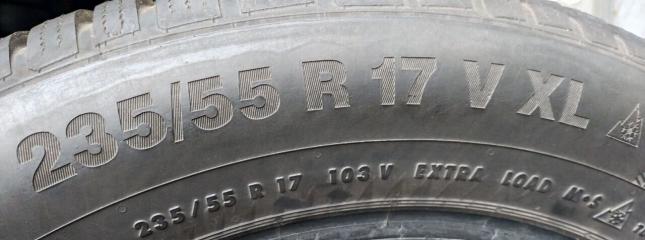 235/55 R 17 V XL
235/55 R 17 103 V EXTRA LOAD M·S